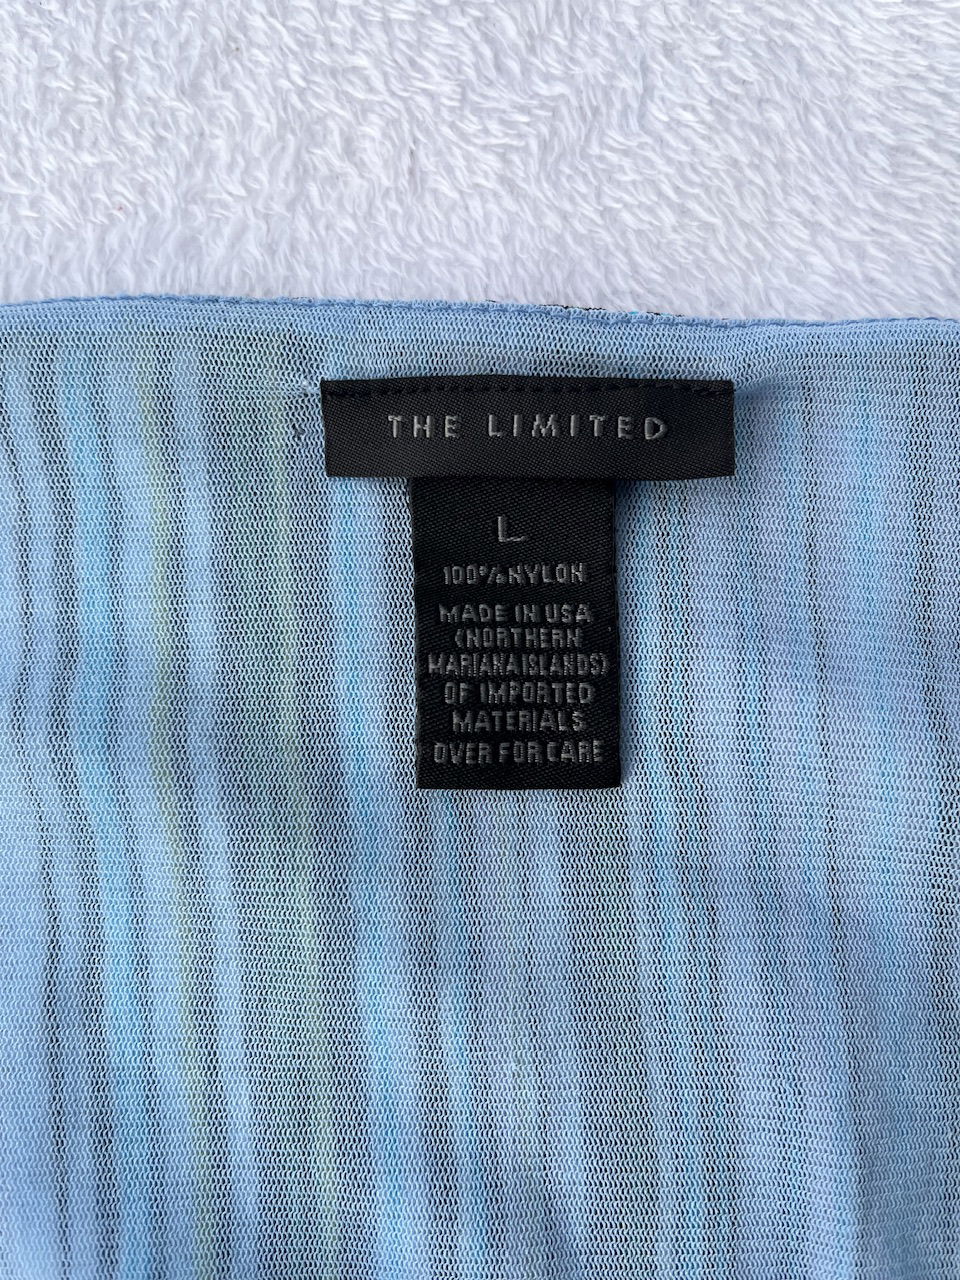 THE LIMITED
L
100% NYLON
MADE IN USA
(NORTHERN
MARIANA ISLANDS)
OF IMPORTED
MATERIALS
OVER FOR CARE